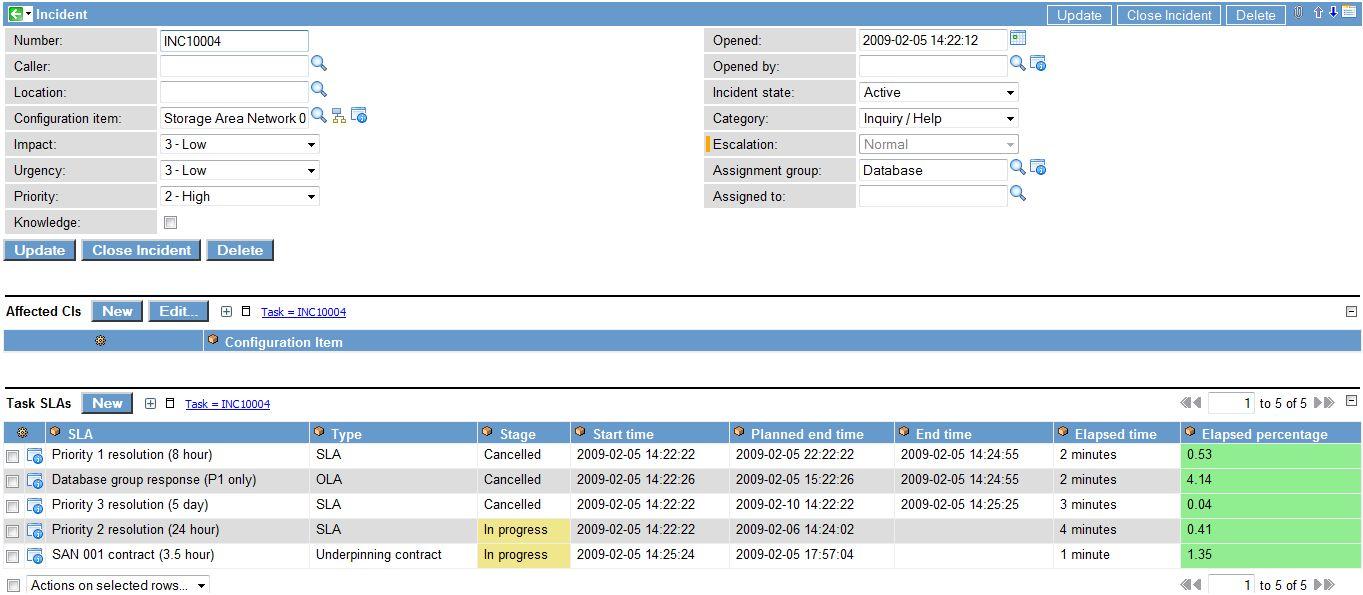 Incident Update Close Incident Delete
Number: INC10004 Opened: 2009-02-05 14:22:12
Caller: Opened by:
Location: Incident state: Active
Configuration item: Storage Area Network 0 Category: Inquiry / Help
Impact: 3 - Low Escalation: Normal
Urgency: 3 - Low Assignment group: Database
Priority: 2 - High Assigned to:
Knowledge:
Update Close Incident Delete
Affected CIs New Edit... Task = INC10004
Configuration Item
Task SLAs New Task = INC10004 1 to 5 of 5
SLA Type Stage Start time Planned end time End time Elapsed time Elapsed percentage
Priority 1 resolution (8 hour) SLA Cancelled 2009-02-05 14:22:22 2009-02-05 22:22:22 2009-02-05 14:24:55 2 minutes 0.53
Database group response (P1 only) OLA Cancelled 2009-02-05 14:22:26 2009-02-05 15:22:26 2009-02-05 14:24:55 2 minutes 4.14
Priority 3 resolution (5 day) SLA Cancelled 2009-02-05 14:22:22 2009-02-10 14:22:22 2009-02-05 14:25:25 3 minutes 0.04
Priority 2 resolution (24 hour) SLA In progress 2009-02-05 14:22:22 2009-02-06 14:24:02 4 minutes 0.41
SAN 001 contract (3.5 hour) Underpinning contract In progress 2009-02-05 14:25:24 2009-02-05 17:57:04 1 minute 1.35
Actions on selected rows... 1 to 5 of 5